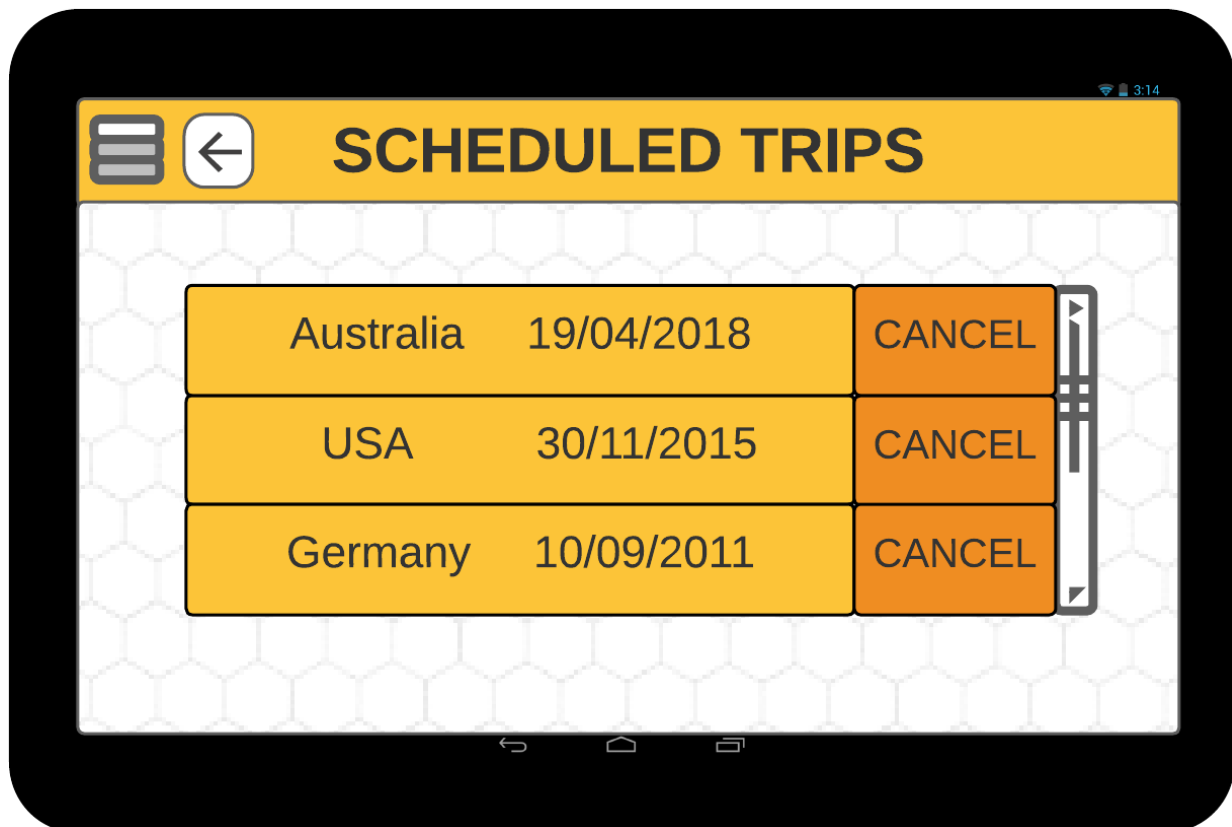 3:14
SCHEDULED TRIPS
Australia 19/04/2018 CANCEL
USA 30/11/2015 CANCEL
Germany 10/09/2011 CANCEL